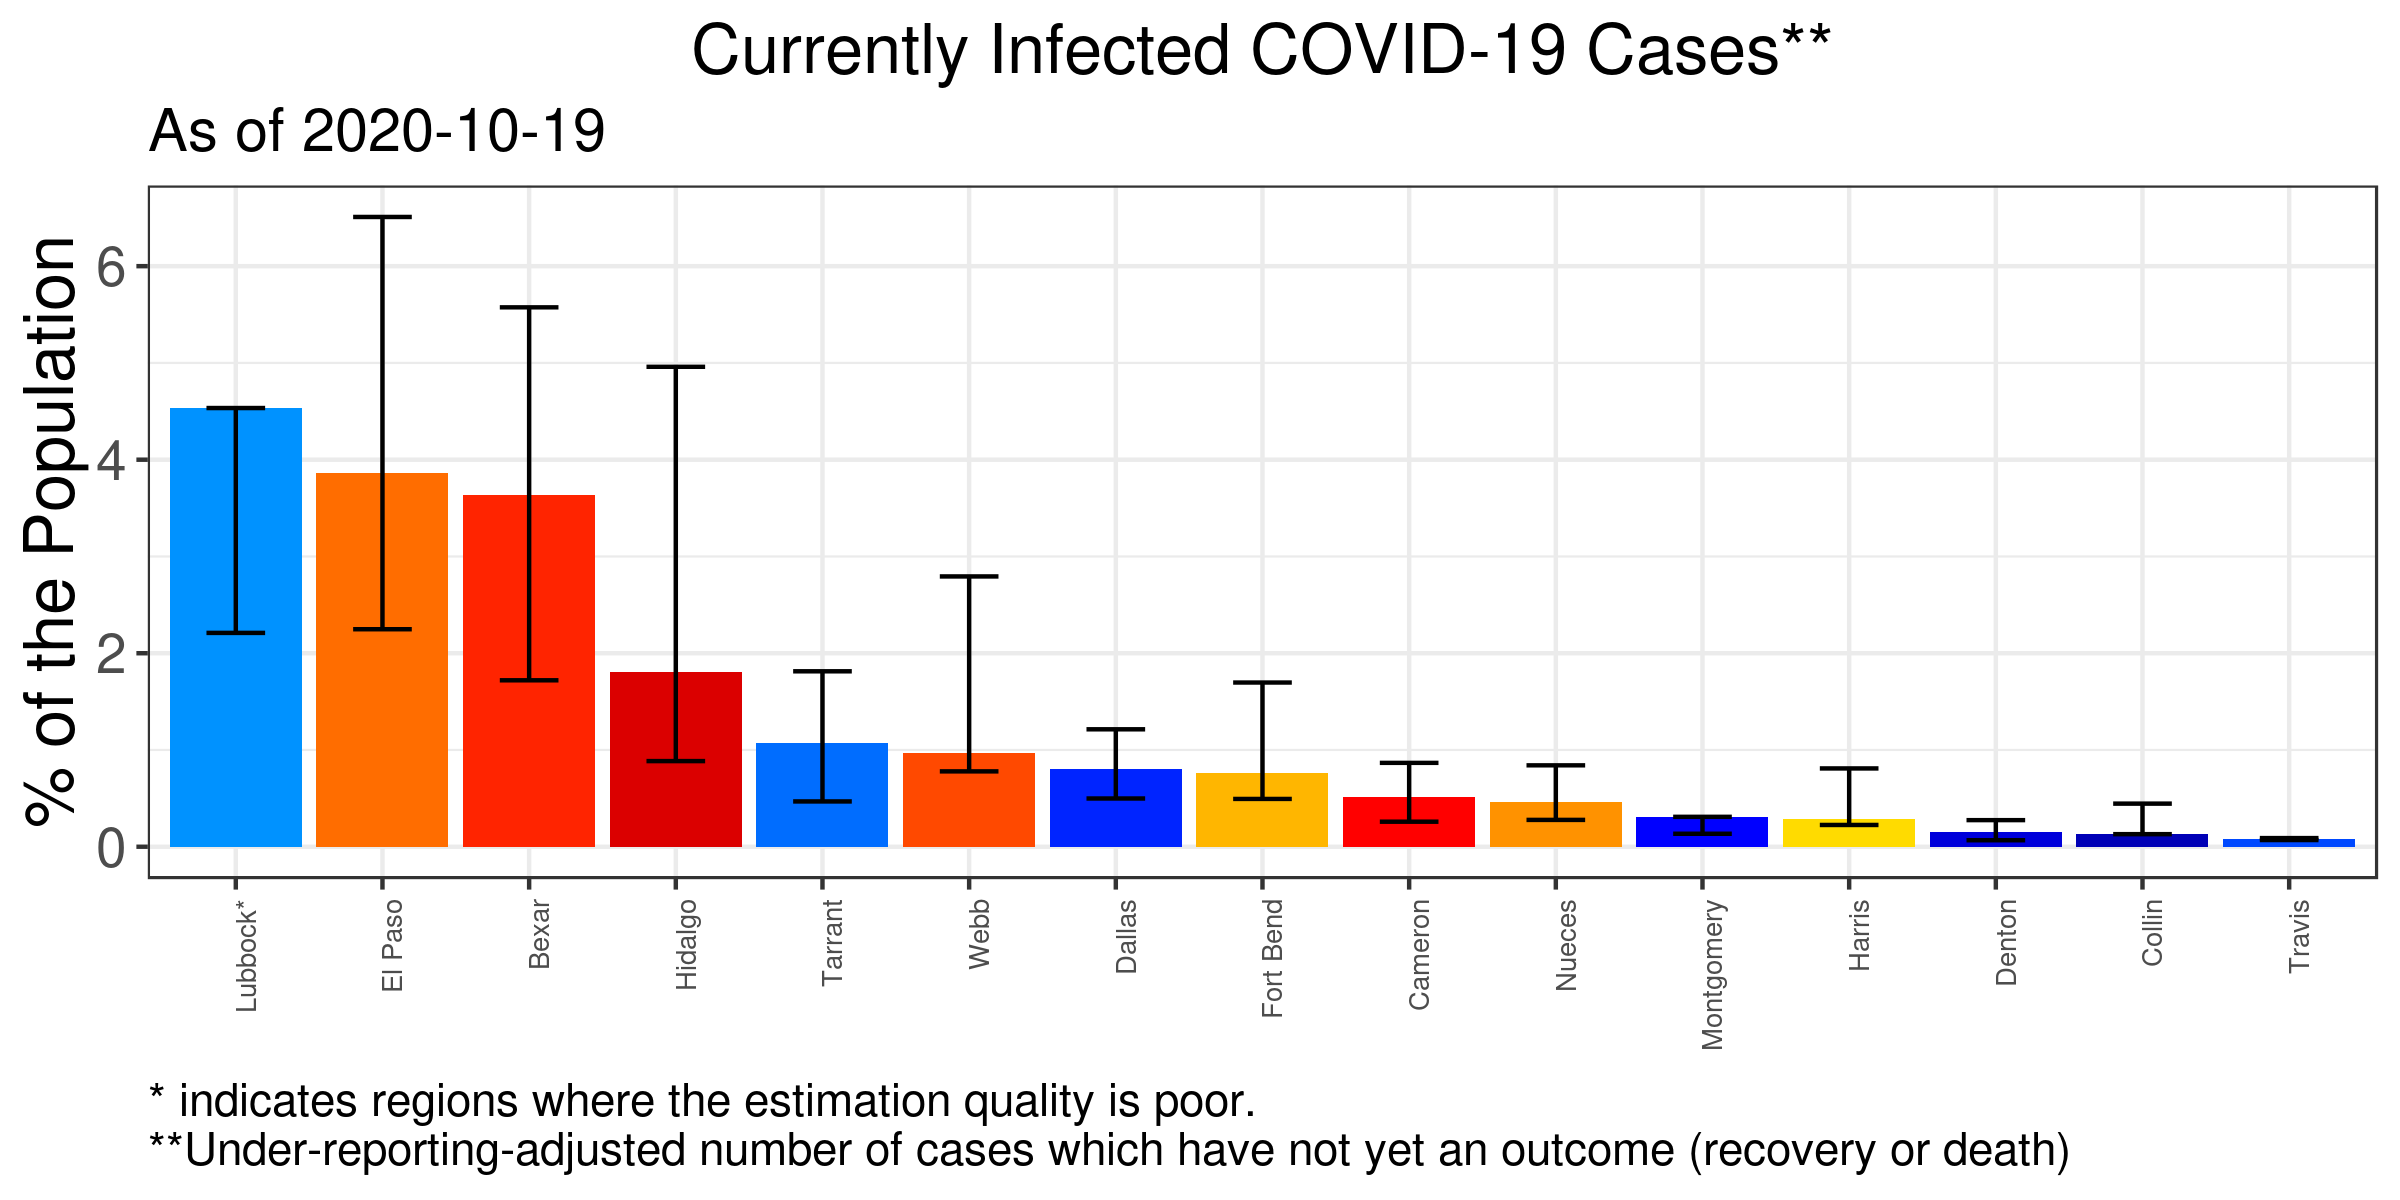 Currently Infected COVID-19 Cases**
As of 2020-10-19
% of the Population
6
4
2
0
Lubbock*
El Paso
Bexar
Hidalgo
Tarrant
Webb
Dallas
Fort Bend
Cameron
Nueces
Montgomery
Harris
Denton
Collin
Travis
* indicates regions where the estimation quality is poor.
**Under-reporting-adjusted number of cases which have not yet an outcome (recovery or death)